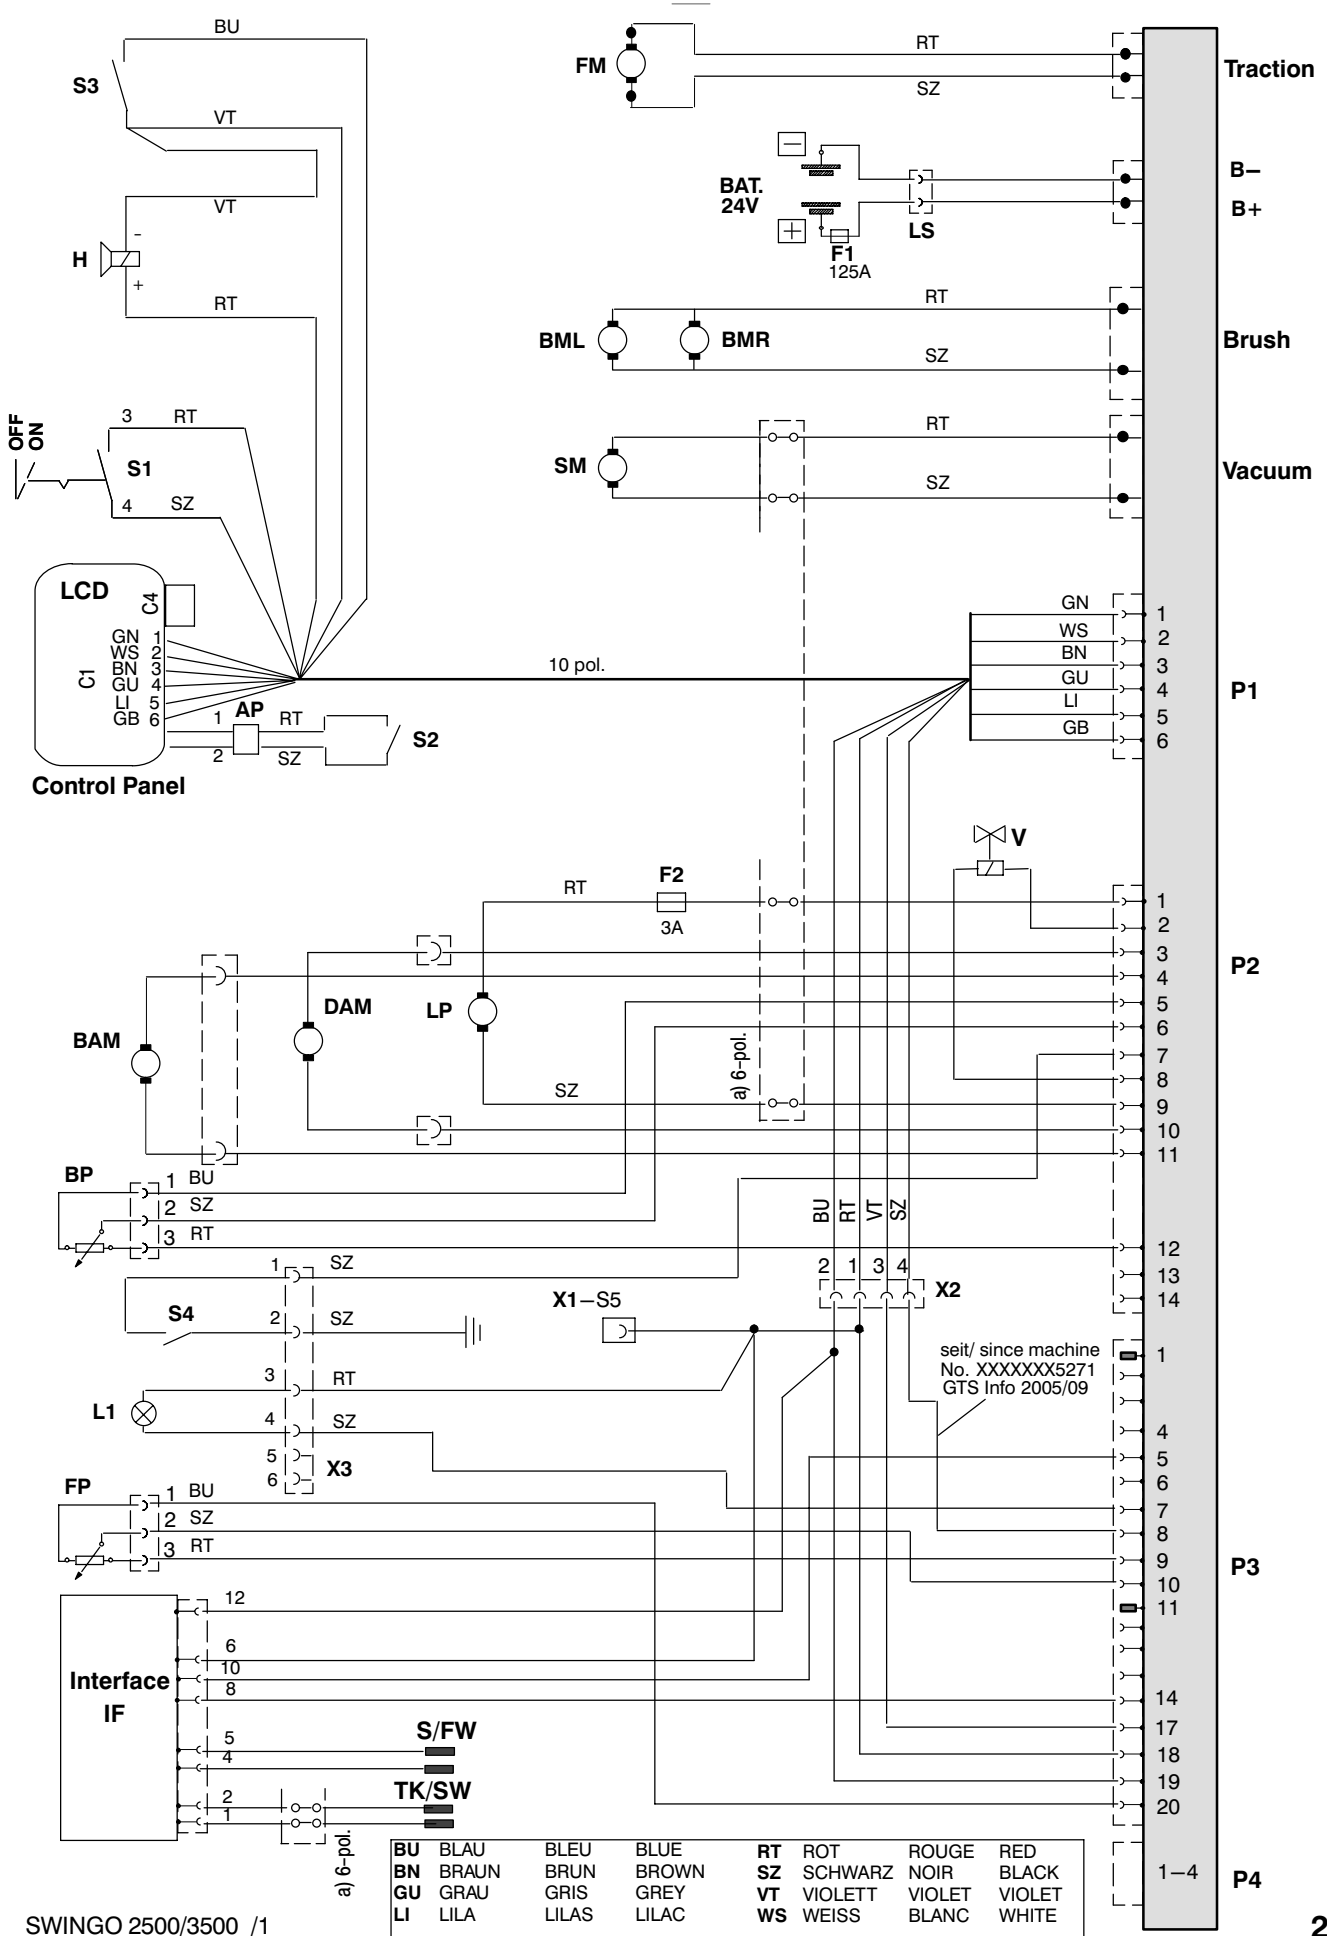 BU
S3
VT
VT
-
H
+
RT
OFF
ON
3 RT
S1
4 SZ
LCD
C4
C1
GN 1
WS 2
BN 3
GU 4
LI 5
GB 6
1 AP RT
2 SZ
S2
Control Panel
FM
RT
SZ
Traction
BAT.
24V
−
+
F1
125A
LS
B−
B+
BML
BMR
RT
SZ
Brush
SM
RT
SZ
Vacuum
10 pol.
GN 1
WS 2
BN 3
GU 4
LI 5
GB 6
P1
V
RT
F2
3A
DAM
LP
BAM
SZ
a) 6-pol.
1
2
3
4
5
6
7
8
9
10
11
12
13
14
P2
BP
1 BU
2 SZ
3 RT
BU RT VT SZ
2 1 3 4
X2
1 SZ
S4
2 SZ
X1−S5
3 RT
L1
4 SZ
5
6
X3
seit/ since machine
No. XXXXXXX5271
GTS Info 2005/09
FP
1 BU
2 SZ
3 RT
1
4
5
6
7
8
9
10
11
14
17
18
19
20
P3
Interface
IF
12
6
10
8
5
4
S/FW
2
1
TK/SW
a) 6-pol.
1−4
P4
BU BLAU BLEU BLUE RT ROT ROUGE RED
BN BRAUN BRUN BROWN SZ SCHWARZ NOIR BLACK
GU GRAU GRIS GREY VT VIOLETT VIOLET VIOLET
LI LILA LILAS LILAC WS WEISS BLANC WHITE
SWINGO 2500/3500 /1
2